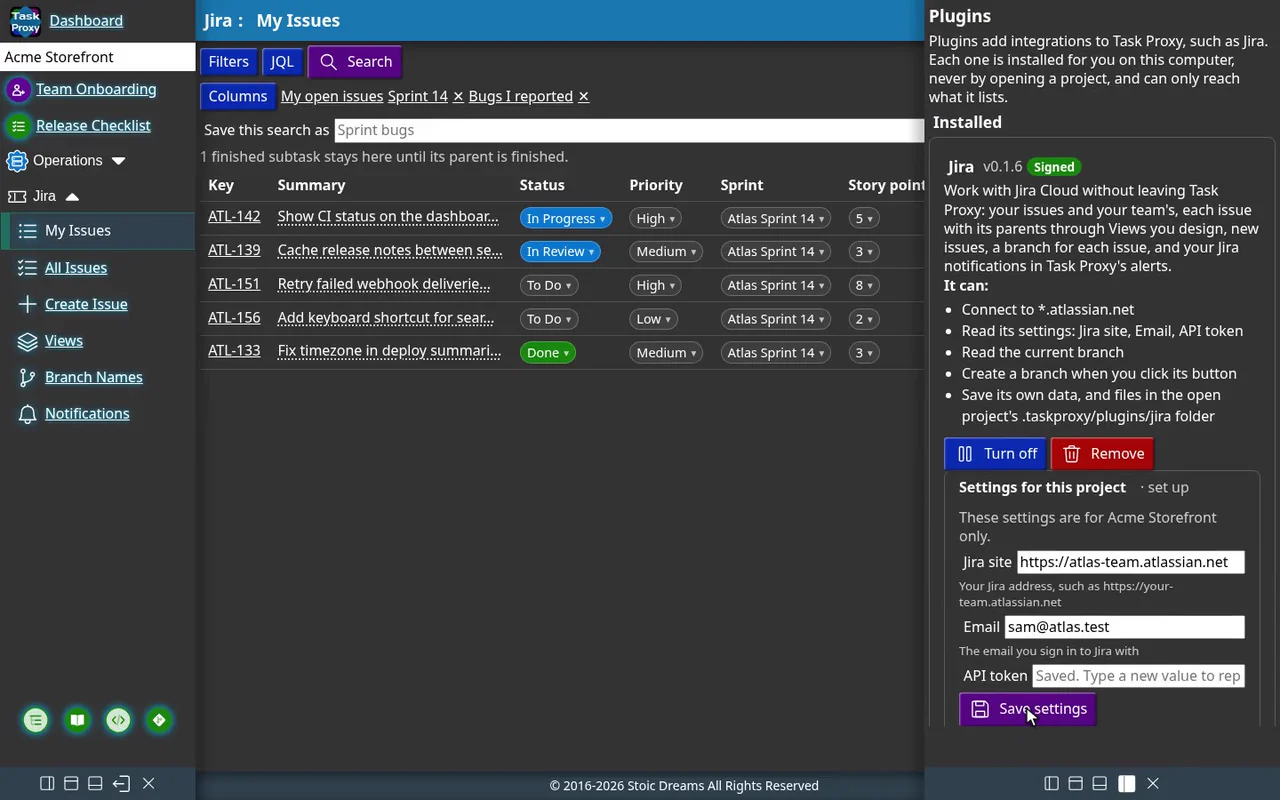 Task Proxy
Dashboard
Acme Storefront
Team Onboarding
Release Checklist
Operations
Jira
My Issues
All Issues
Create Issue
Views
Branch Names
Notifications
Jira : My Issues
Filters JQL Search
Columns My open issues Sprint 14 ✕ Bugs I reported ✕
Save this search as Sprint bugs
1 finished subtask stays here until its parent is finished.
Key Summary Status Priority Sprint Story point
ATL-142 Show CI status on the dashboar... In Progress ▾ High ▾ Atlas Sprint 14 ▾ 5 ▾
ATL-139 Cache release notes between se... In Review ▾ Medium ▾ Atlas Sprint 14 ▾ 3 ▾
ATL-151 Retry failed webhook deliverie... To Do ▾ High ▾ Atlas Sprint 14 ▾ 8 ▾
ATL-156 Add keyboard shortcut for sear... To Do ▾ Low ▾ Atlas Sprint 14 ▾ 2 ▾
ATL-133 Fix timezone in deploy summari... Done ▾ Medium ▾ Atlas Sprint 14 ▾ 3 ▾
© 2016-2026 Stoic Dreams All Rights Reserved
Plugins
Plugins add integrations to Task Proxy, such as Jira.
Each one is installed for you on this computer,
never by opening a project, and can only reach
what it lists.
Installed
Jira v0.1.6 Signed
Work with Jira Cloud without leaving Task
Proxy: your issues and your team's, each issue
with its parents through Views you design, new
issues, a branch for each issue, and your Jira
notifications in Task Proxy's alerts.
It can:
• Connect to *.atlassian.net
• Read its settings: Jira site, Email, API token
• Read the current branch
• Create a branch when you click its button
• Save its own data, and files in the open
project's .taskproxy/plugins/jira folder
Turn off Remove
Settings for this project · set up
These settings are for Acme Storefront
only.
Jira site https://atlas-team.atlassian.net
Your Jira address, such as https://your-
team.atlassian.net
Email sam@atlas.test
The email you sign in to Jira with
API token Saved. Type a new value to rep
Save settings